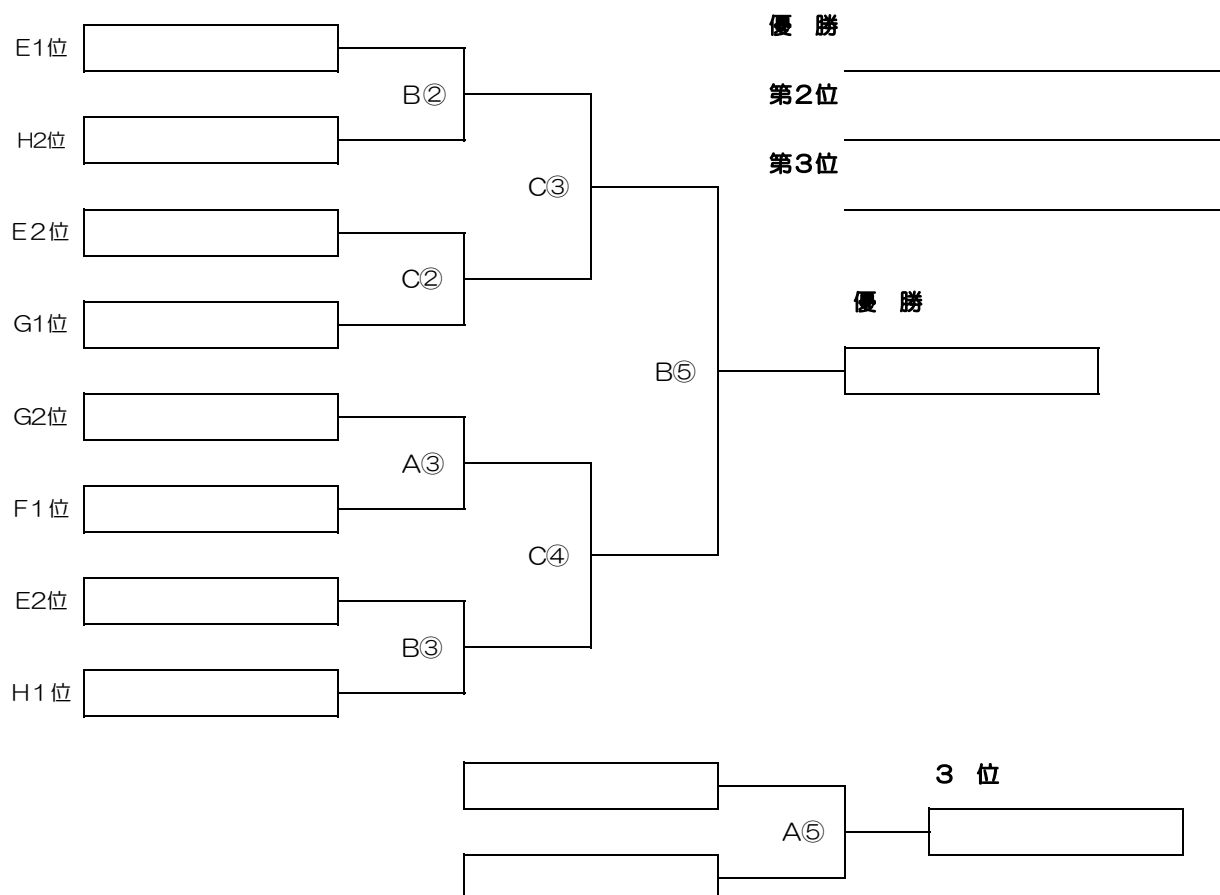 優　勝
E１位
B②
第２位
H2位
第３位
C③
E２位
C②
優　勝
G1位
B⑤
G2位
A③
F１位
C④
E2位
B③
H１位
３　位
A⑤